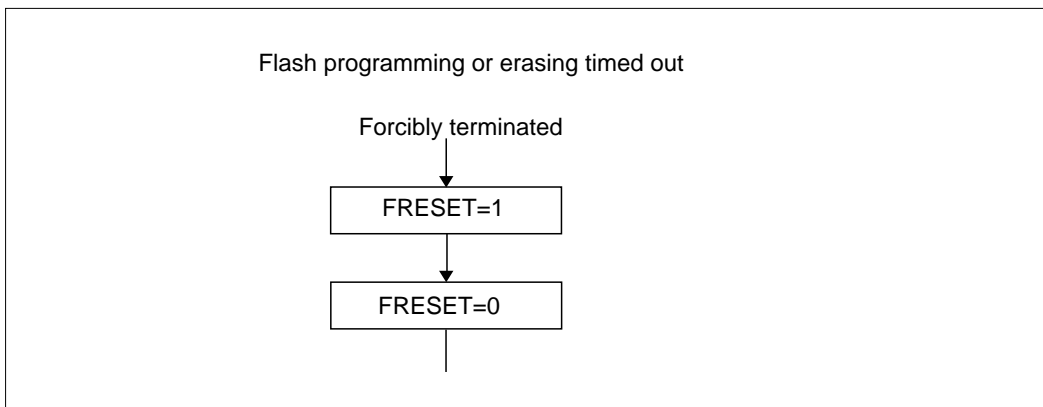 Flash programming or erasing timed out
Forcibly terminated
FRESET=1
FRESET=0